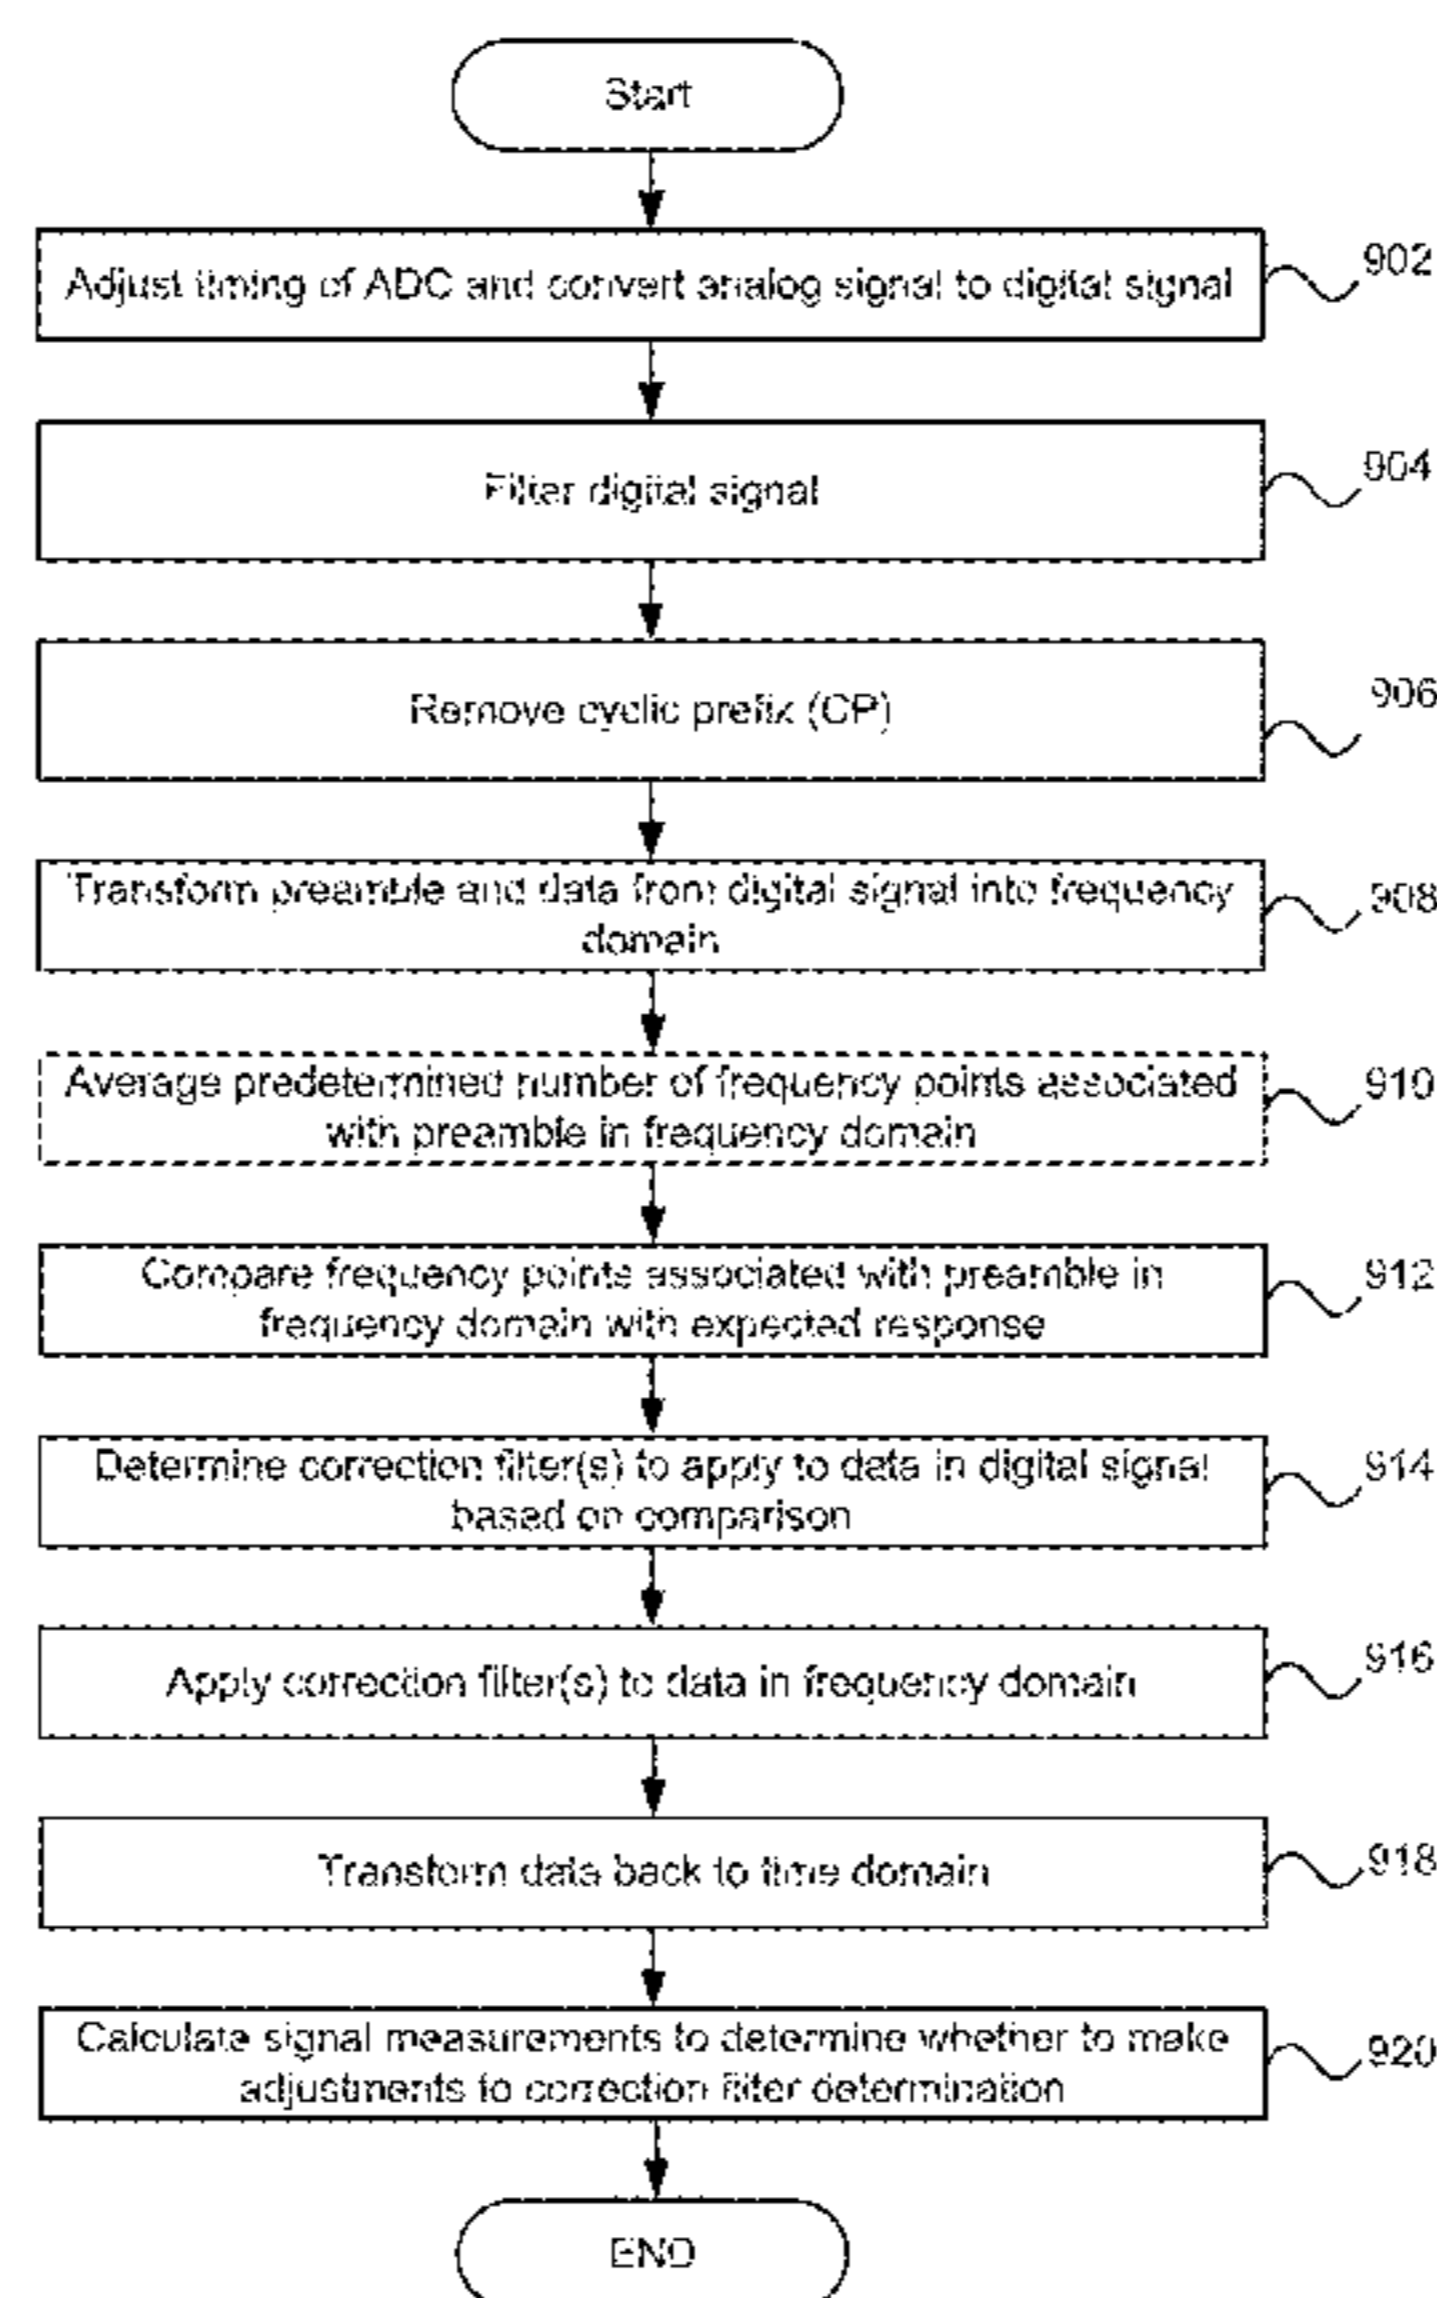 Start
Adjust timing of ADC and convert analog signal to digital signal
902
Filter digital signal
904
Remove cyclic prefix (CP)
906
Transform preamble and data from digital signal into frequency
domain
908
Average predetermined number of frequency points associated
with preamble in frequency domain
910
Compare frequency points associated with preamble in
frequency domain with expected response
912
Determine correction filter(s) to apply to data in digital signal
based on comparison
914
Apply correction filter(s) to data in frequency domain
916
Transform data back to time domain
918
Calculate signal measurements to determine whether to make
adjustments to correction filter determination
920
END